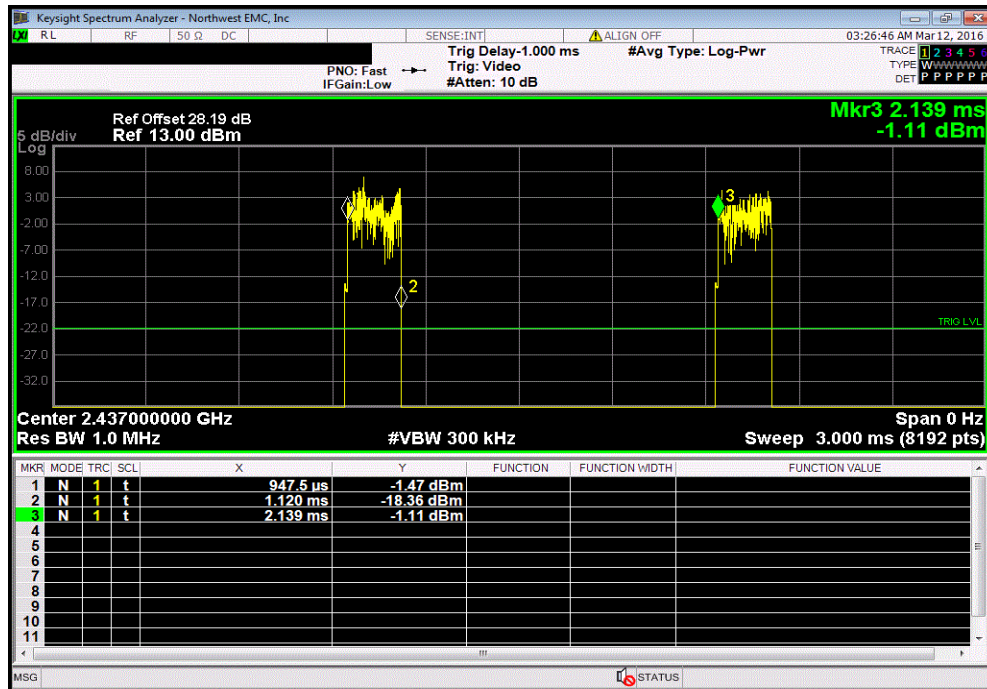 Keysight Spectrum Analyzer - Northwest EMC, Inc
LXI RL RF 50 Ω DC SENSE:INT ALIGN OFF 03:26:46 AM Mar 12, 2016
Trig Delay-1.000 ms #Avg Type: Log-Pwr TRACE 1 2 3 4 5 6
PNO: Fast Trig: Video TYPE WWWWWW
IFGain:Low #Atten: 10 dB DET P P P P P P
Mkr3 2.139 ms
-1.11 dBm
Ref Offset 28.19 dB
5 dB/div Ref 13.00 dBm
Log
8.00
3.00
-2.00
-7.00
-12.0
-17.0
-22.0
-27.0
-32.0
3
2
TRIG LVL
Center 2.437000000 GHz Span 0 Hz
Res BW 1.0 MHz #VBW 300 kHz Sweep 3.000 ms (8192 pts)
MKR MODE TRC SCL X Y FUNCTION FUNCTION WIDTH FUNCTION VALUE
1 N 1 t 947.5 µs -1.47 dBm
2 N 1 t 1.120 ms -18.36 dBm
3 N 1 t 2.139 ms -1.11 dBm
4
5
6
7
8
9
10
11
MSG STATUS